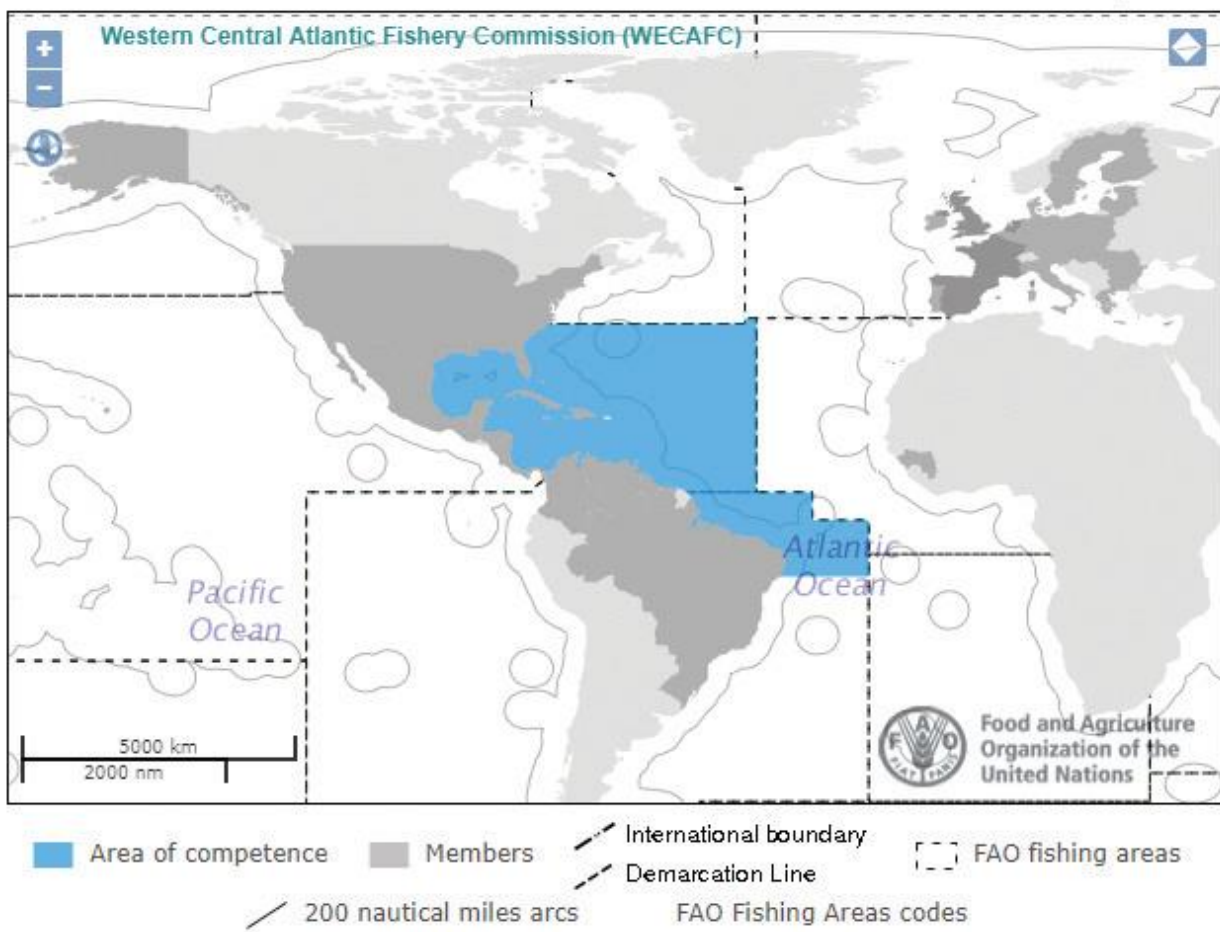 Western Central Atlantic Fishery Commission (WECAFC)
+
−
Pacific
Ocean
Atlantic
Ocean
5000 km
2000 nm
F A O
FIAT PANIS
Food and Agriculture
Organization of the
United Nations
Area of competence
Members
International boundary
Demarcation Line
FAO fishing areas
200 nautical miles arcs
FAO Fishing Areas codes